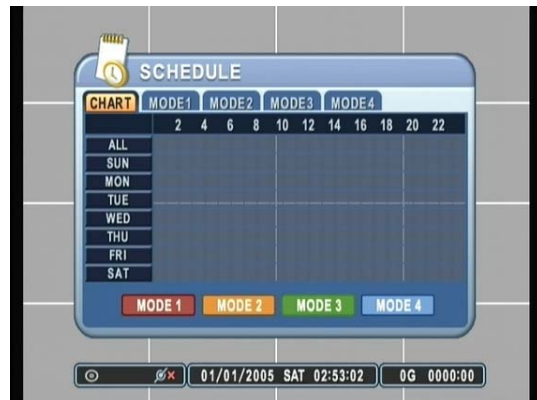 SCHEDULE
CHART MODE1 MODE2 MODE3 MODE4
2 4 6 8 10 12 14 16 18 20 22
ALL
SUN
MON
TUE
WED
THU
FRI
SAT
MODE 1 MODE 2 MODE 3 MODE 4
01/01/2005 SAT 02:53:02 0G 0000:00